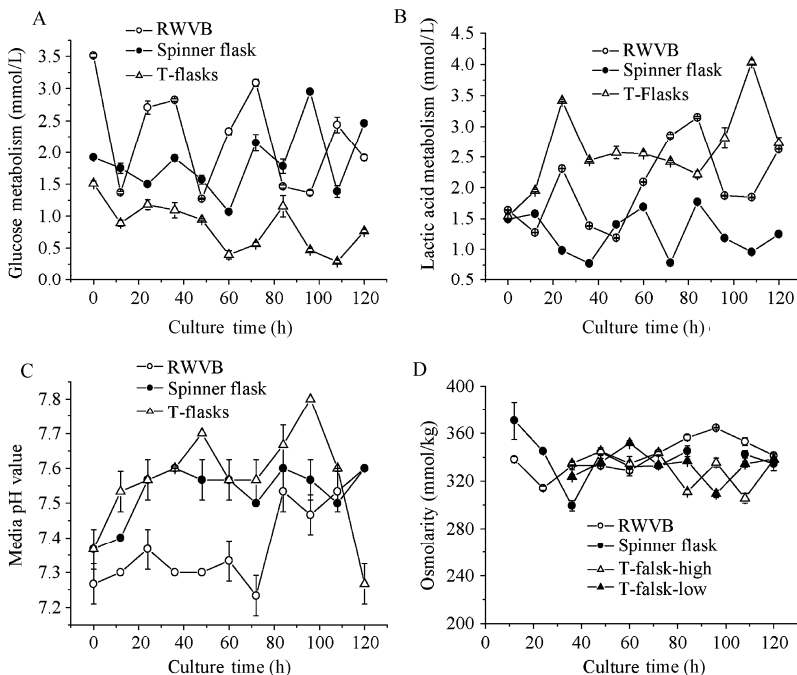 A
RWVB
Spinner flask
T-flasks
Glucose metabolism (mmol/L)
3.5
3.0
2.5
2.0
1.5
1.0
0.5
0.0
0 20 40 60 80 100 120
Culture time (h)
B
RWVB
Spinner flask
T-Flasks
Lactic acid metabolism (mmol/L)
4.5
4.0
3.5
3.0
2.5
2.0
1.5
1.0
0.5
0 20 40 60 80 100 120
Culture time (h)
C
RWVB
Spinner flask
T-flasks
Media pH value
7.8
7.7
7.6
7.5
7.4
7.3
7.2
0 20 40 60 80 100 120
Culture time (h)
D
Osmolarity (mmol/kg)
400
360
320
280
240
200
RWVB
Spinner flask
T-falsk-high
T-falsk-low
0 20 40 60 80 100 120
Culture time (h)